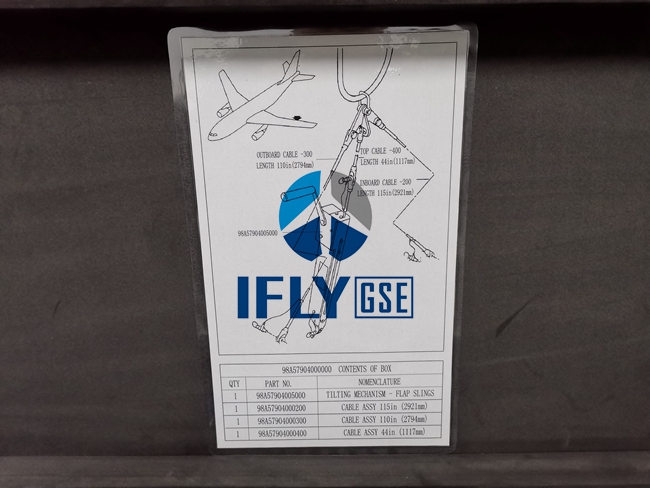 OUTBOARD CABLE -300
LENGTH 110in(2794mm)
TOP CABLE -400
LENGTH 44in(1117mm)
INBOARD CABLE -200
LENGTH 115in(2921mm)
98A57904005000
IFLY GSE
98A57904000000 CONTENTS OF BOX
QTY PART NO. NOMENCLATURE
1 98A57904005000 TILTING MECHANISM - FLAP SLINGS
1 98A57904000200 CABLE ASSY 115in (2921mm)
1 98A57904000300 CABLE ASSY 110in (2794mm)
1 98A57904000400 CABLE ASSY 44in (1117mm)